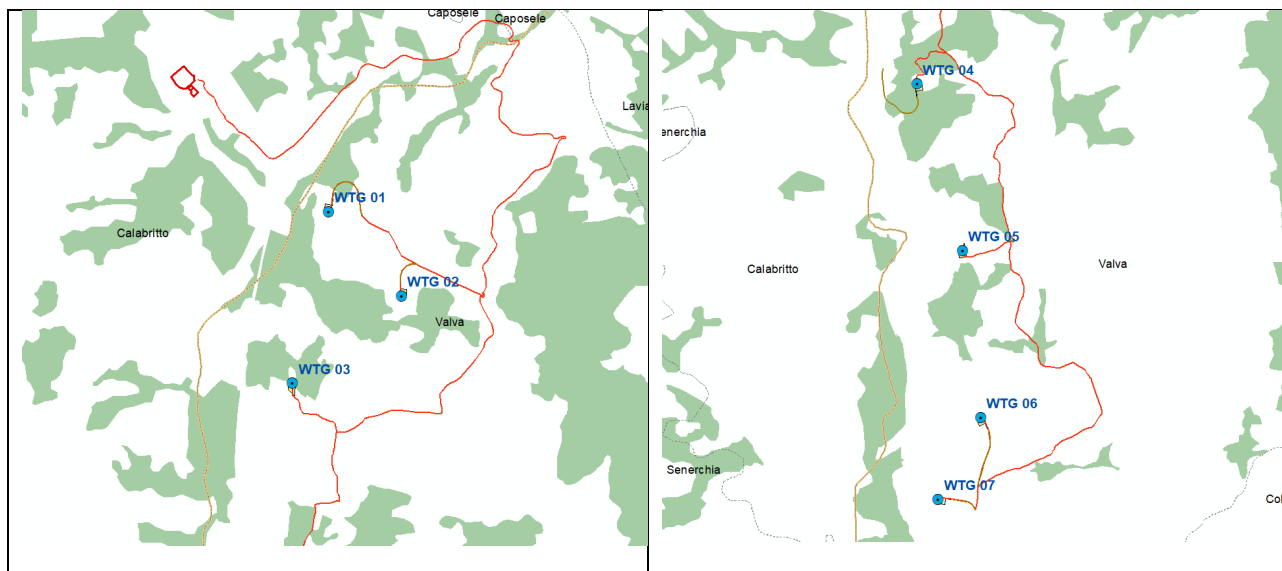 Caposele
Caposele
Lavia
WTG 01
Calabritto
WTG 02
Valva
WTG 03
WTG 04
enerchia
WTG 05
Calabritto
Valva
WTG 06
Senerchia
WTG 07
Col